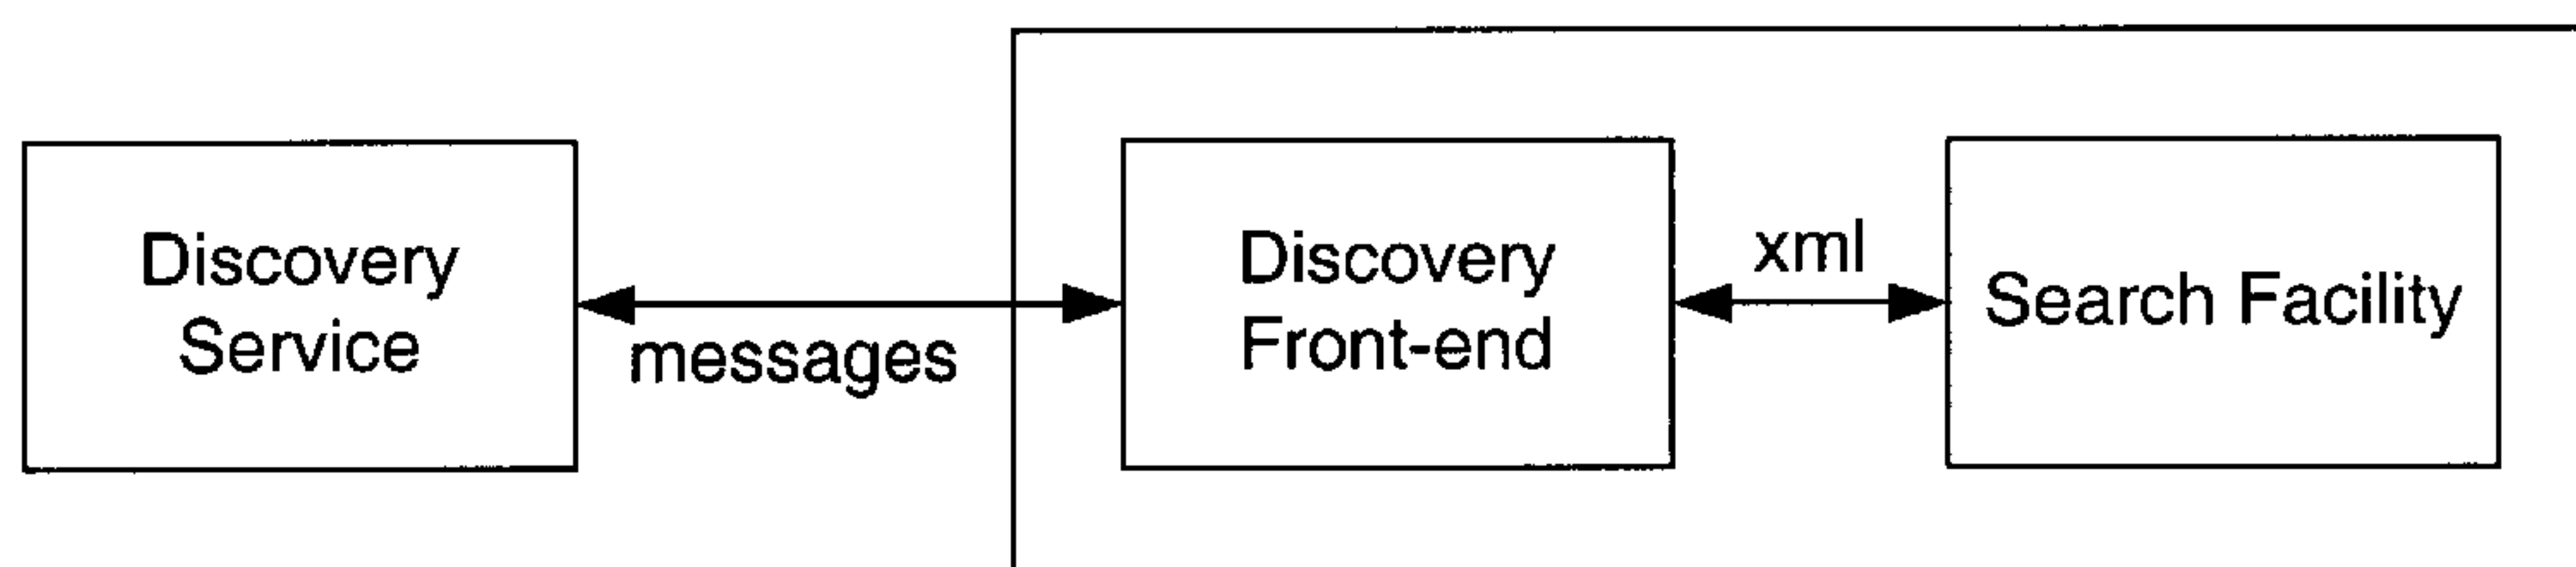 Discovery
Service
messages
Discovery
Front-end
xml
Search Facility